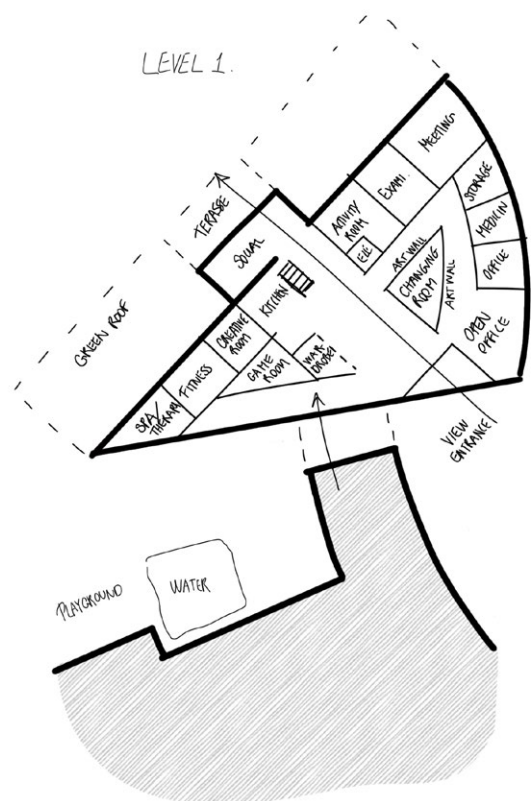 LEVEL 1.
MEETING
EXAMI.
STORAGE
MEDICIN
OFFICE
ACTIVITY
ROOM
ELE
ART WALL
CHANGING
ROOM
ART WALL
OPEN
OFFICE
TERASSE
KITCHEN
GREEN ROOF
CREATIVE
ROOM
FITNESS
GAME
ROOM
SPA/
THERAPY
VIEW
ENTRANCE
PLAYGROUND
WATER